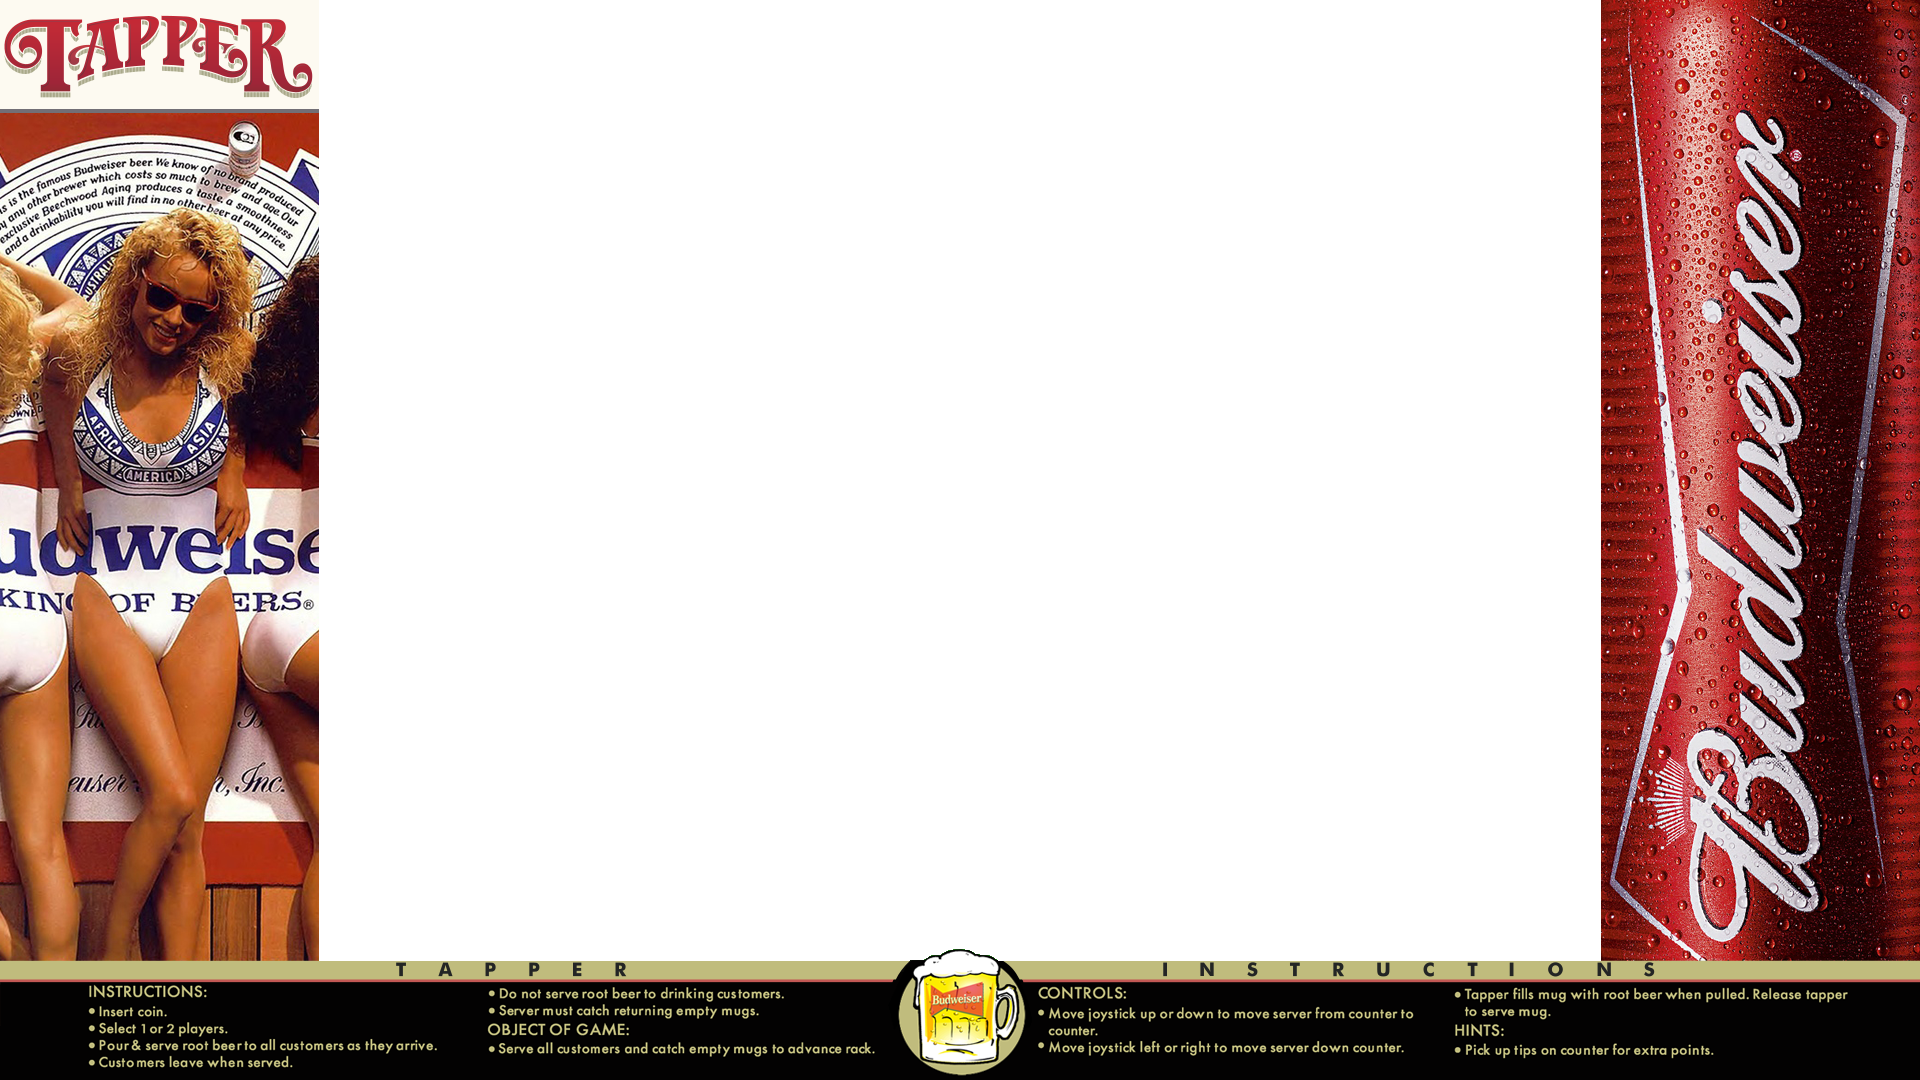 TAPPER
s is the famous Budweiser beer. We know of no brand produced
any other brewer which costs so much to brew and age. Our
exclusive Beechwood Aging produces a taste, a smoothness
and a drinkability you will find in no other beer at any price.
AFRICA
ASIA
AMERICA
udweise
KING OF BEERS®
euser
Inc.
Budweiser
TAPPER
INSTRUCTIONS
INSTRUCTIONS:
• Insert coin.
• Select 1 or 2 players.
• Pour & serve root beer to all customers as they arrive.
• Customers leave when served.
• Do not serve root beer to drinking customers.
• Server must catch returning empty mugs.
OBJECT OF GAME:
• Serve all customers and catch empty mugs to advance rack.
Budweiser
CONTROLS:
• Move joystick up or down to move server from counter to
counter.
• Move joystick left or right to move server down counter.
• Tapper fills mug with root beer when pulled. Release tapper
to serve mug.
HINTS:
• Pick up tips on counter for extra points.